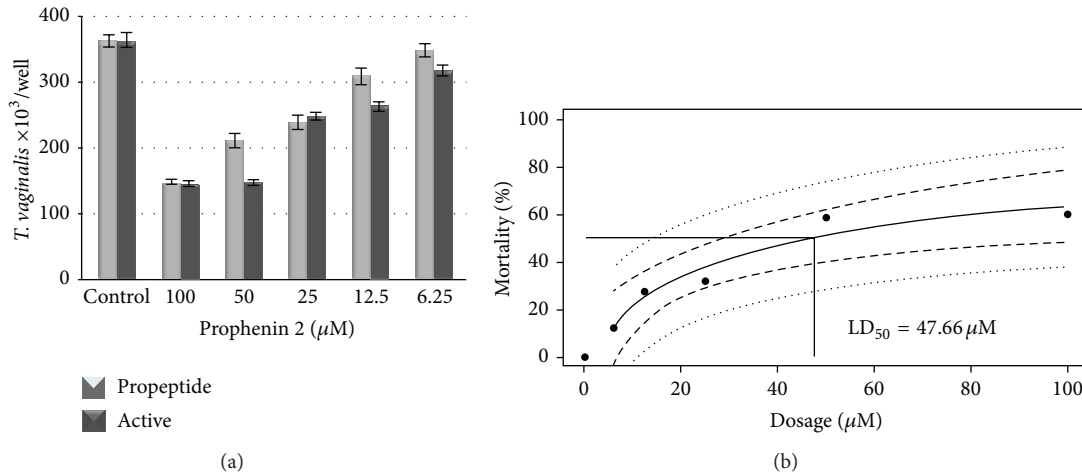 400
300
200
100
0
T. vaginalis ×10³/well
Control 100 50 25 12.5 6.25
Prophenin 2 (μM)
Propeptide
Active
(a)
100
80
60
40
20
0
Mortality (%)
LD₅₀ = 47.66 μM
0 20 40 60 80 100
Dosage (μM)
(b)